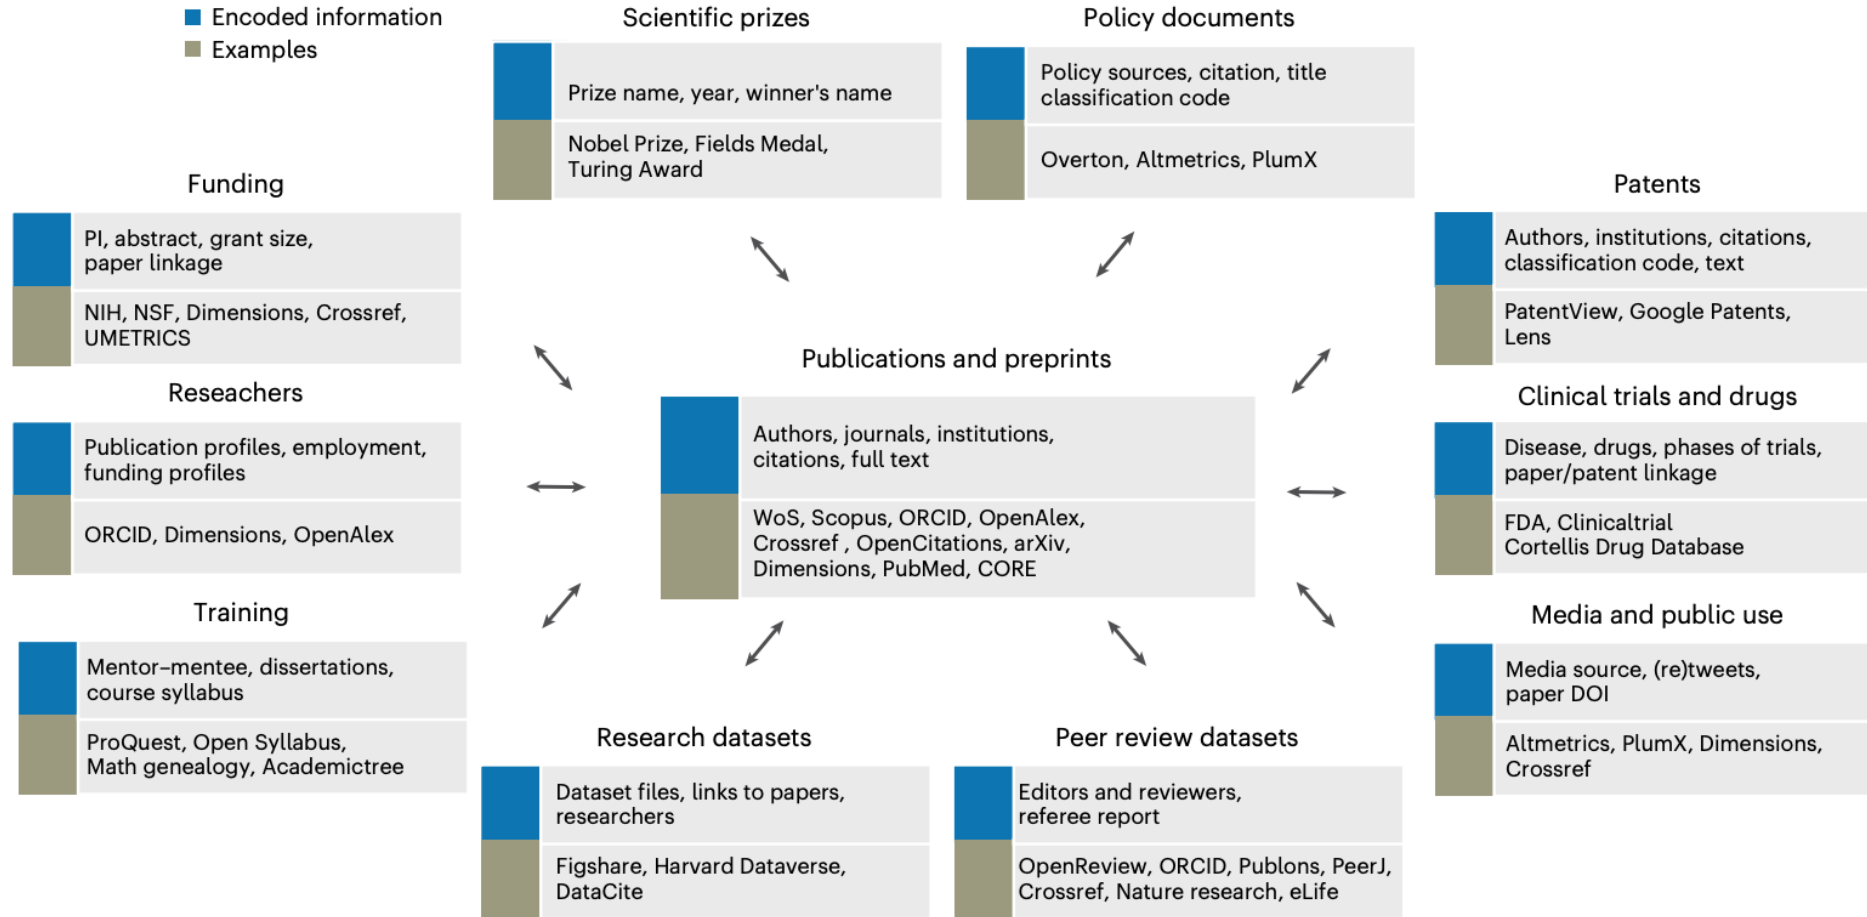 Encoded information
Examples
Scientific prizes
Prize name, year, winner's name
Nobel Prize, Fields Medal,
Turing Award
Policy documents
Policy sources, citation, title
classification code
Overton, Altmetrics, PlumX
Funding
PI, abstract, grant size,
paper linkage
NIH, NSF, Dimensions, Crossref,
UMETRICS
Patents
Authors, institutions, citations,
classification code, text
PatentView, Google Patents,
Lens
Publications and preprints
Authors, journals, institutions,
citations, full text
WoS, Scopus, ORCID, OpenAlex,
Crossref , OpenCitations, arXiv,
Dimensions, PubMed, CORE
Reseachers
Publication profiles, employment,
funding profiles
ORCID, Dimensions, OpenAlex
Clinical trials and drugs
Disease, drugs, phases of trials,
paper/patent linkage
FDA, Clinicaltrial
Cortellis Drug Database
Training
Mentor–mentee, dissertations,
course syllabus
ProQuest, Open Syllabus,
Math genealogy, Academictree
Media and public use
Media source, (re)tweets,
paper DOI
Altmetrics, PlumX, Dimensions,
Crossref
Research datasets
Dataset files, links to papers,
researchers
Figshare, Harvard Dataverse,
DataCite
Peer review datasets
Editors and reviewers,
referee report
OpenReview, ORCID, Publons, PeerJ,
Crossref, Nature research, eLife